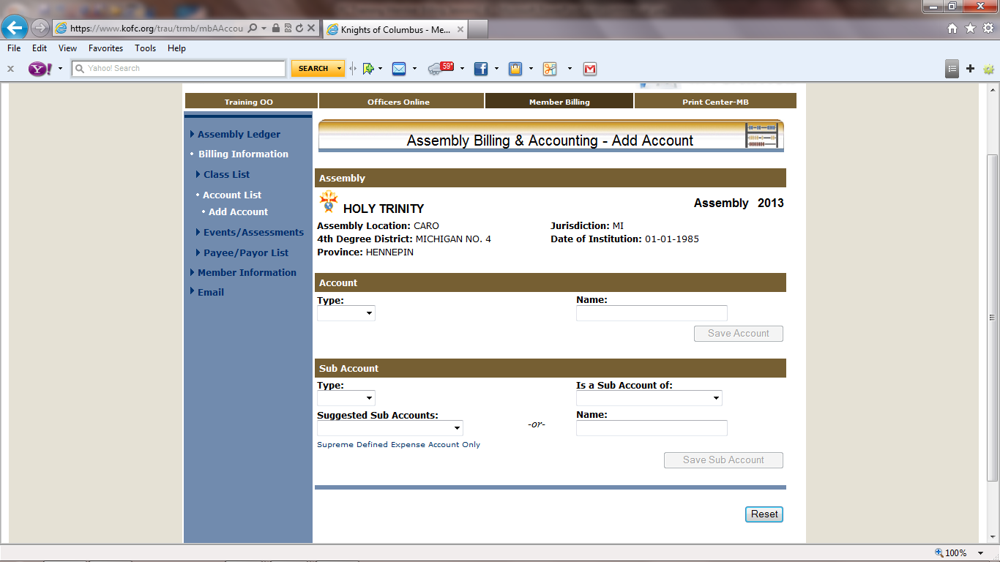 https://www.kofc.org/trau/trmb/mbAAccou
Knights of Columbus - Me...
File Edit View Favorites Tools Help
Y! Yahoo! Search SEARCH 59°
Training OO Officers Online Member Billing Print Center-MB
Assembly Ledger
Billing Information
Class List
Account List
Add Account
Events/Assessments
Payee/Payor List
Member Information
Email
Assembly Billing & Accounting - Add Account
Assembly
HOLY TRINITY Assembly 2013
Assembly Location: CARO Jurisdiction: MI
4th Degree District: MICHIGAN NO. 4 Date of Institution: 01-01-1985
Province: HENNEPIN
Account
Type: Name:
Save Account
Sub Account
Type: Is a Sub Account of:
Suggested Sub Accounts: -or- Name:
Supreme Defined Expense Account Only
Save Sub Account
Reset
100%